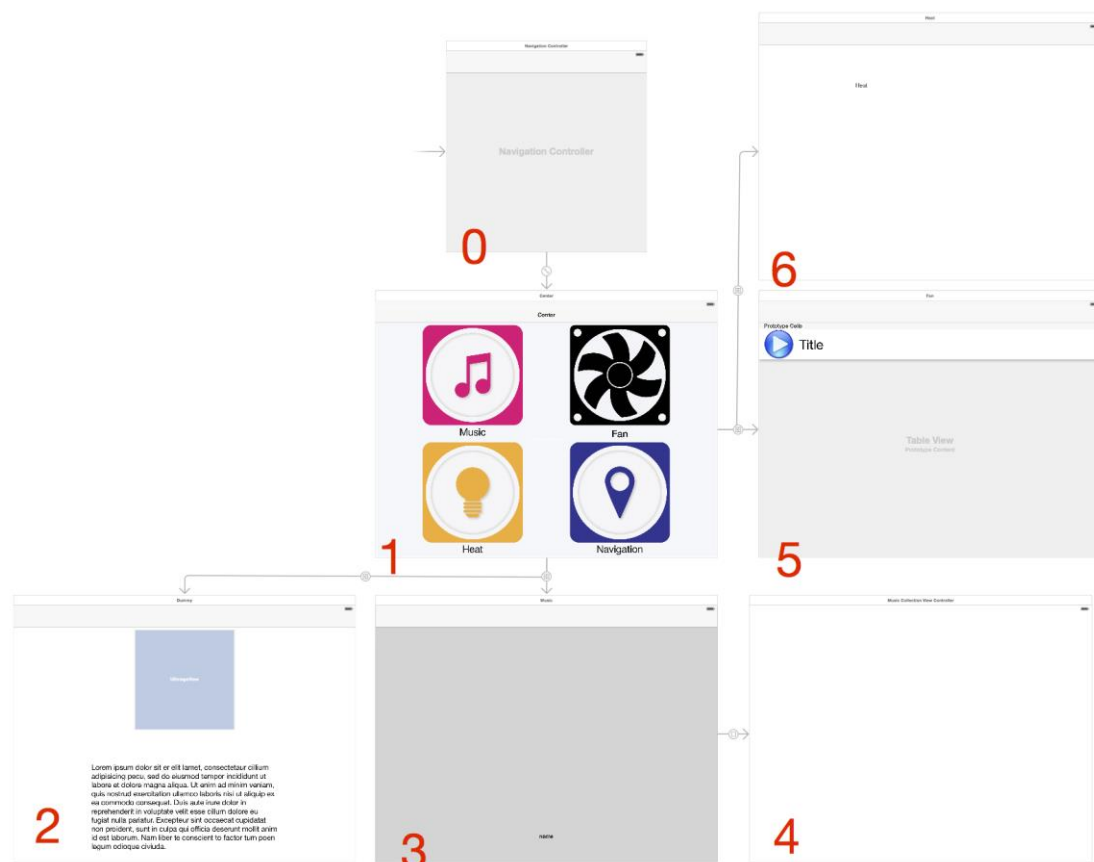 Navigation Controller
Navigation Controller
0
Heat
Heat
6
Center
Center
Music
Fan
Heat
Navigation
1
Fan
Prototype Cells
Title
Table View
Prototype Content
5
Dummy
UIImageView
Lorem ipsum dolor sit er elit lamet, consectetaur cillium
adipisicing pecu, sed do eiusmod tempor incididunt ut
labore et dolore magna aliqua. Ut enim ad minim veniam,
quis nostrud exercitation ullamco laboris nisi ut aliquip ex
ea commodo consequat. Duis aute irure dolor in
reprehenderit in voluptate velit esse cillum dolore eu
fugiat nulla pariatur. Excepteur sint occaecat cupidatat
non proident, sunt in culpa qui officia deserunt mollit anim
id est laborum. Nam liber te conscient to factor tum poen
legum odioque civiuda.
2
Music
name
3
Music Collection View Controller
4